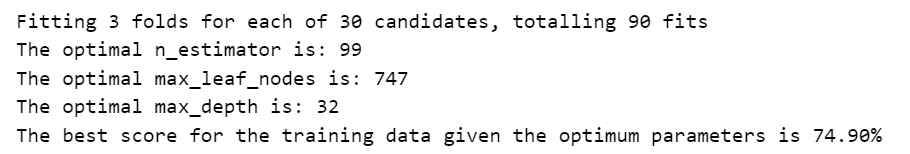 Fitting 3 folds for each of 30 candidates, totalling 90 fits
The optimal n_estimator is: 99
The optimal max_leaf_nodes is: 747
The optimal max_depth is: 32
The best score for the training data given the optimum parameters is 74.90%